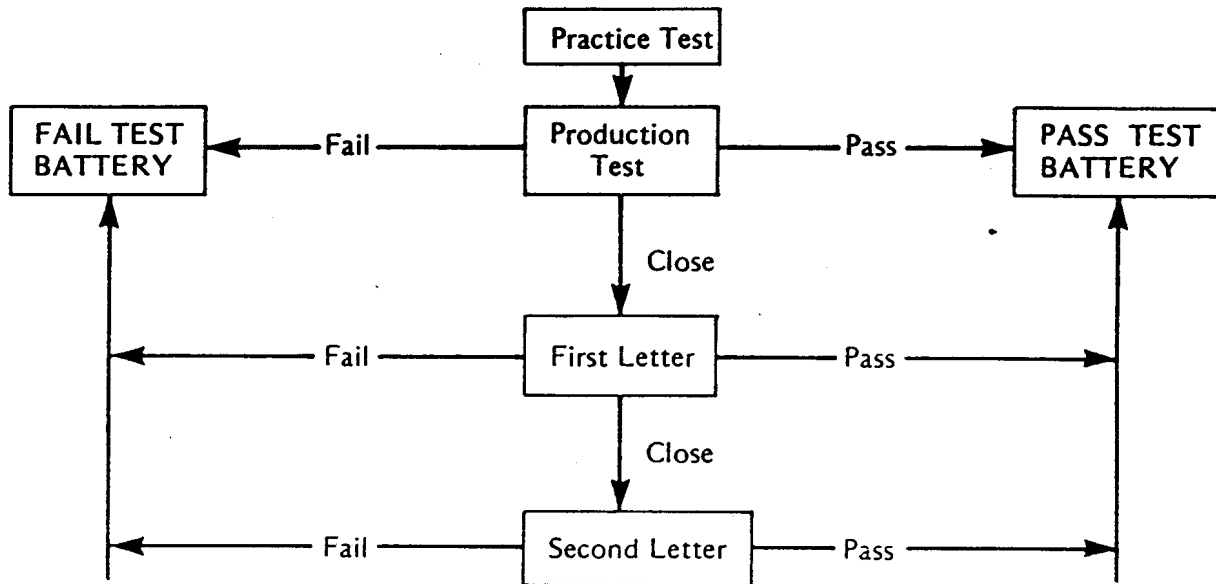 Practice Test
FAIL TEST
BATTERY
Fail
Production
Test
Pass
PASS TEST
BATTERY
Close
Fail
First Letter
Pass
Close
Fail
Second Letter
Pass